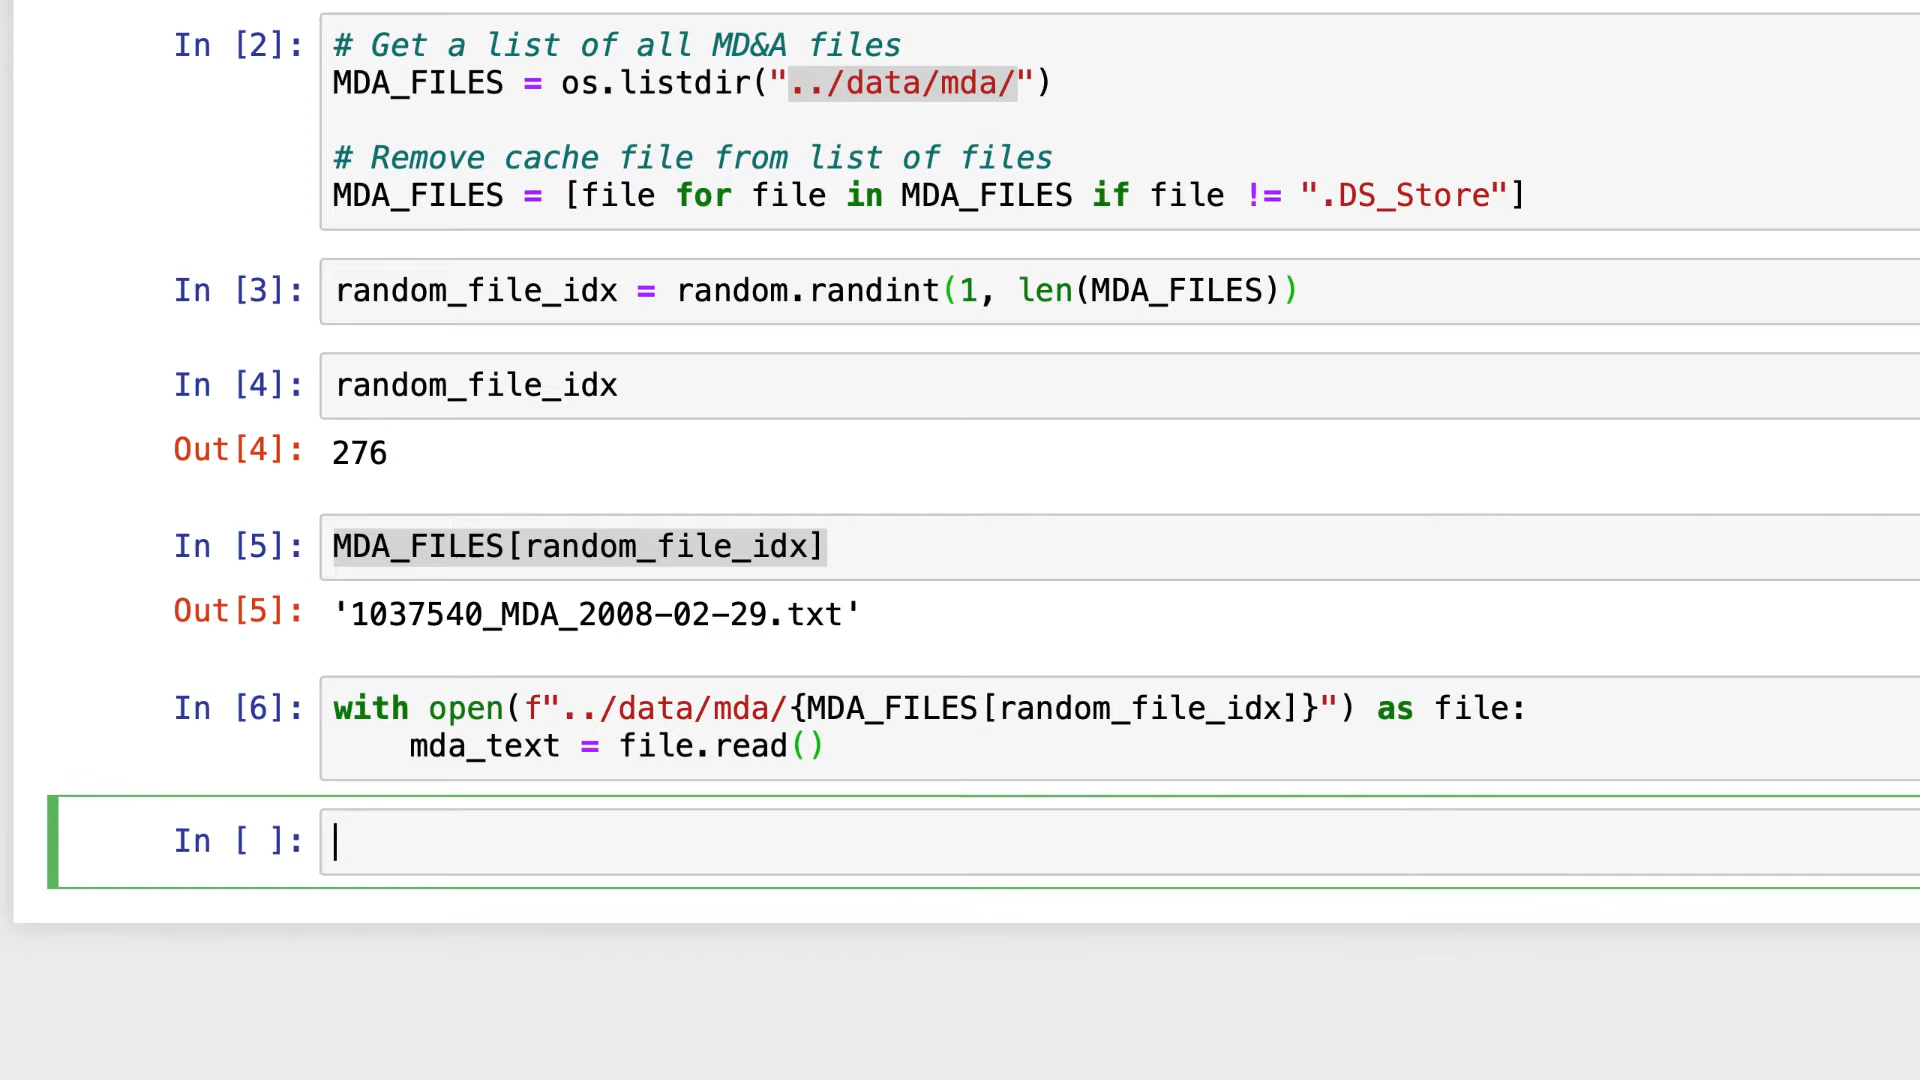 In [2]: # Get a list of all MD&A files
MDA_FILES = os.listdir("../data/mda/")
# Remove cache file from list of files
MDA_FILES = [file for file in MDA_FILES if file != ".DS_Store"]
In [3]: random_file_idx = random.randint(1, len(MDA_FILES))
In [4]: random_file_idx
Out[4]: 276
In [5]: MDA_FILES[random_file_idx]
Out[5]: '1037540_MDA_2008-02-29.txt'
In [6]: with open(f"../data/mda/{MDA_FILES[random_file_idx]}") as file:
    mda_text = file.read()
In [ ]: